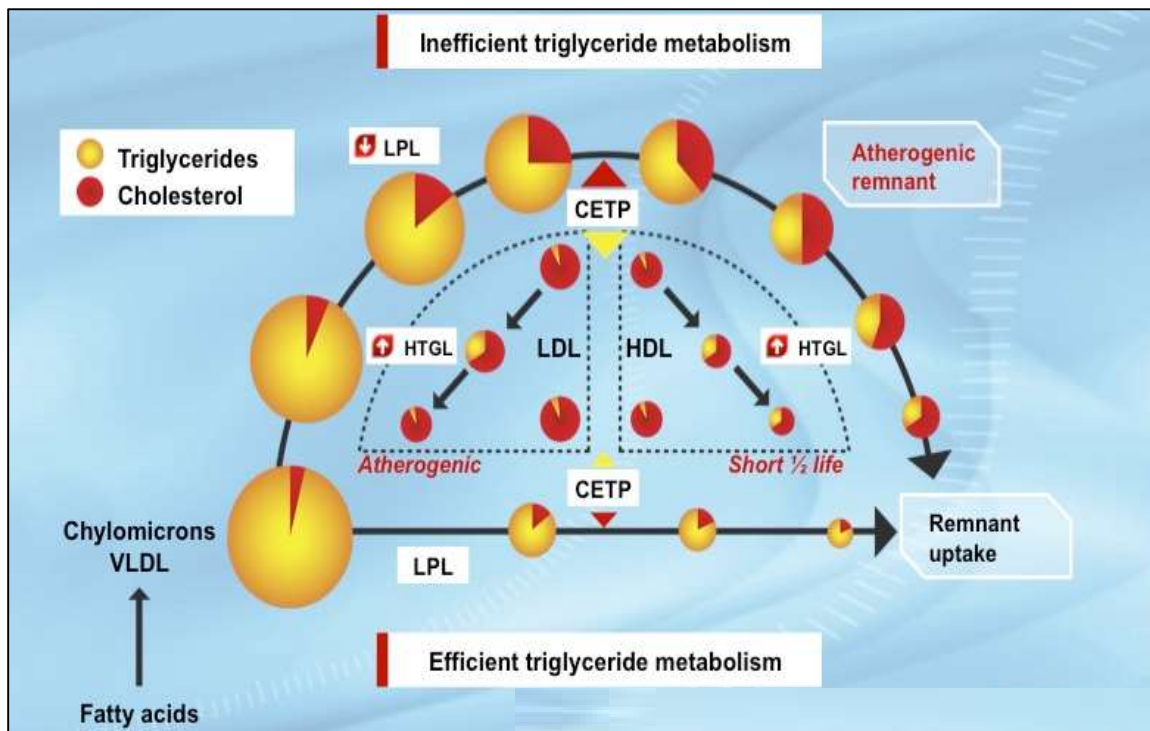 Inefficient triglyceride metabolism
Triglycerides
Cholesterol
LPL
CETP
Atherogenic
remnant
HTGL
LDL
HDL
HTGL
Atherogenic
Short ½ life
CETP
Chylomicrons
VLDL
LPL
Remnant
uptake
Efficient triglyceride metabolism
Fatty acids